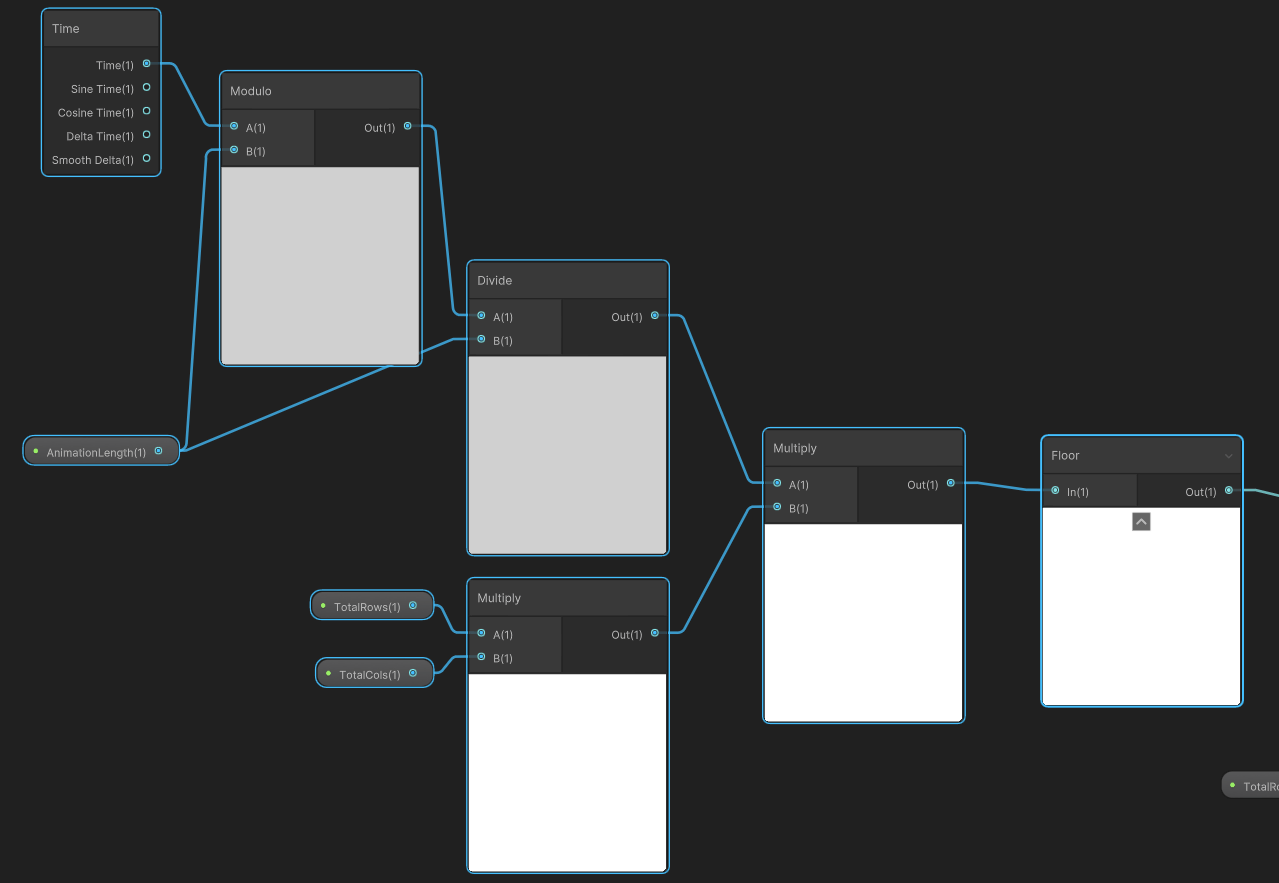 Time
Time(1)
Sine Time(1)
Cosine Time(1)
Delta Time(1)
Smooth Delta(1)
Modulo
A(1)
Out(1)
B(1)
Divide
A(1)
Out(1)
B(1)
AnimationLength(1)
Multiply
A(1)
Out(1)
B(1)
Floor
In(1)
Out(1)
TotalRows(1)
TotalCols(1)
Multiply
A(1)
Out(1)
B(1)